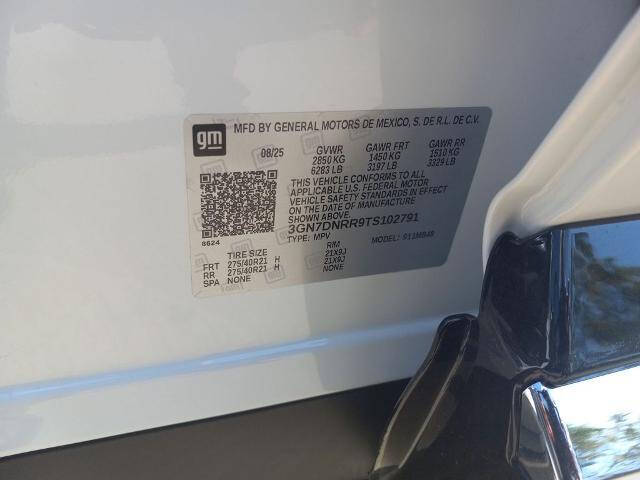 gm
MFD BY GENERAL MOTORS DE MEXICO, S. DE R.L. DE C.V.
08/25 GVWR GAWR FRT GAWR RR
2850 KG 1450 KG 1510 KG
6283 LB 3197 LB 3329 LB
THIS VEHICLE CONFORMS TO ALL
APPLICABLE U.S. FEDERAL MOTOR
VEHICLE SAFETY STANDARDS IN EFFECT
ON THE DATE OF MANUFACTURE
SHOWN ABOVE.
3GN7DNRR9TS102791
TYPE: MPV MODEL:
8624
TIRE SIZE RIM
FRT 275/40R21 H 21X9J
RR 275/40R21 H 21X9J
SPA NONE NONE